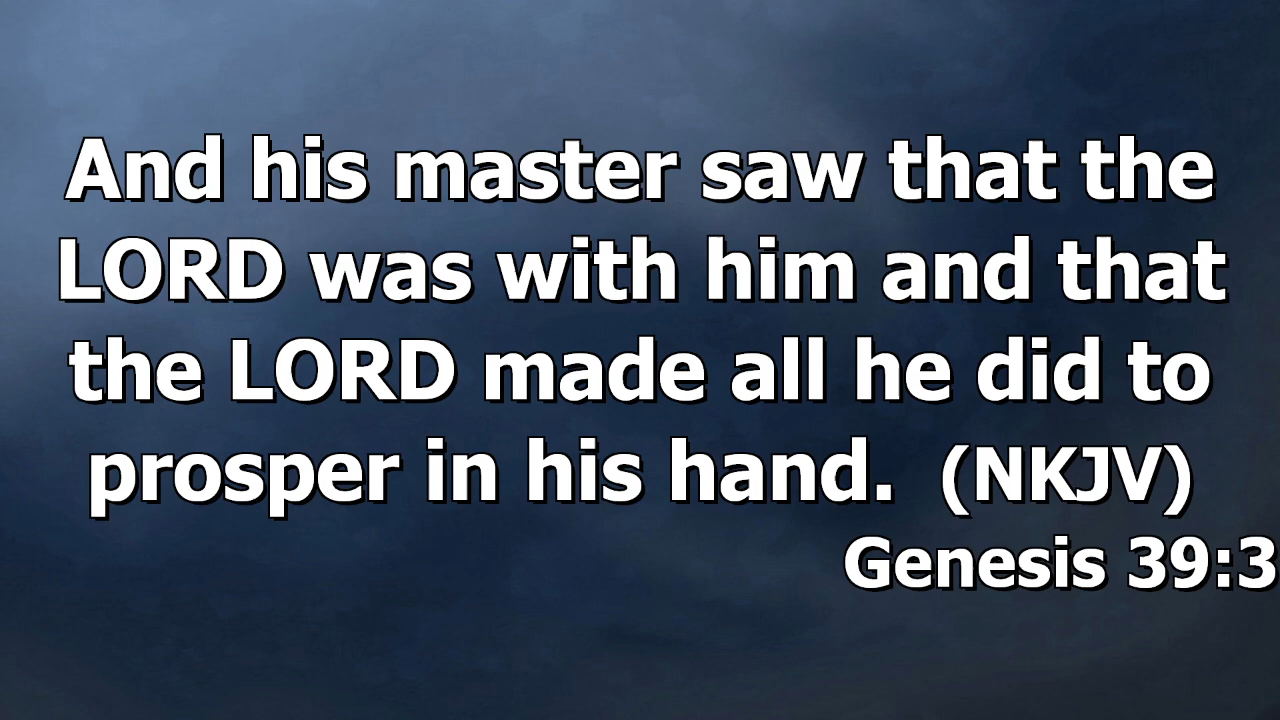 And his master saw that the
LORD was with him and that
the LORD made all he did to
prosper in his hand.  (NKJV)
Genesis 39:3